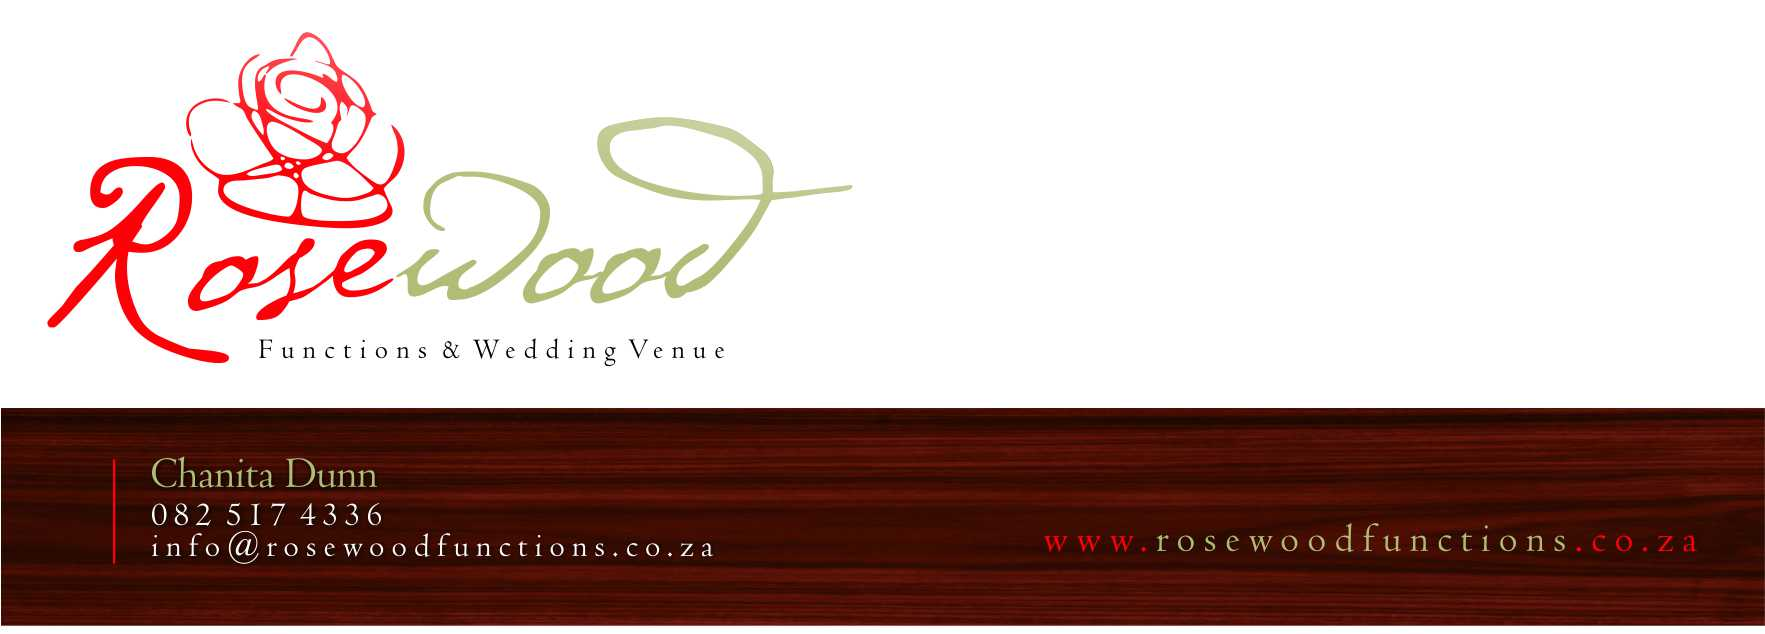 Rosewood
Functions & Wedding Venue
Chanita Dunn
082 517 4336
info@rosewoodfunctions.co.za
www.rosewoodfunctions.co.za